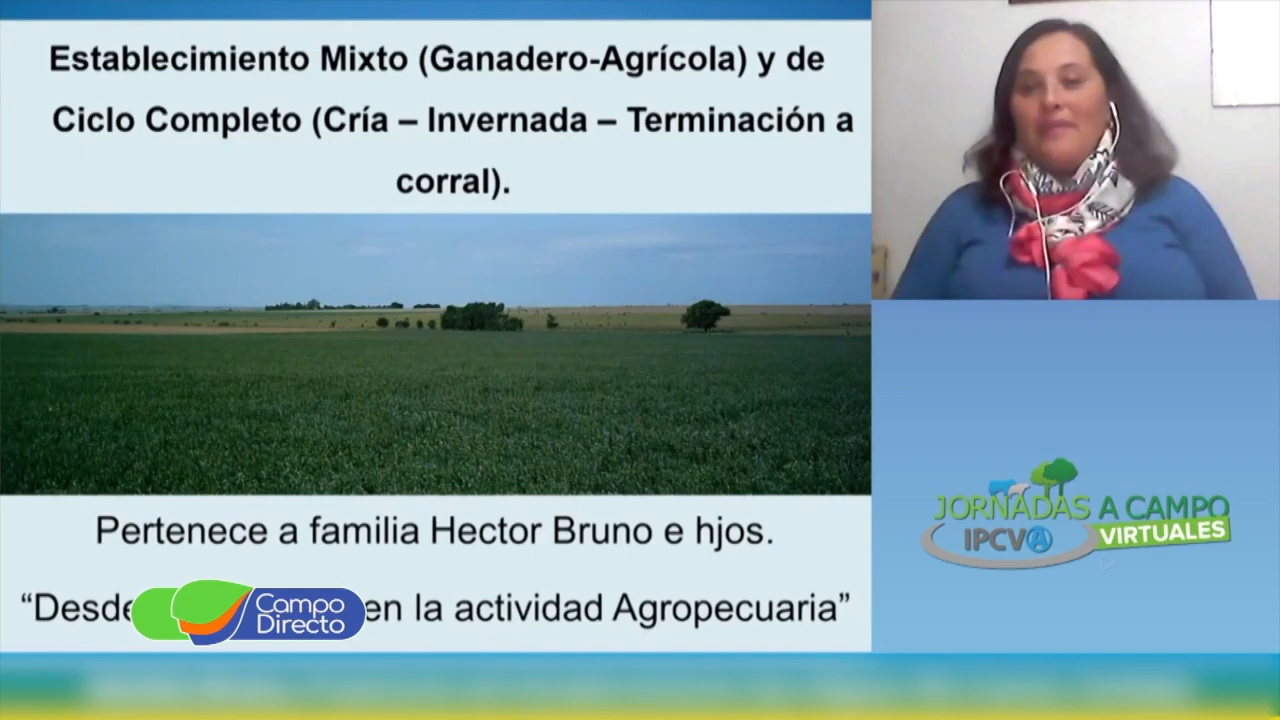 Establecimiento Mixto (Ganadero-Agrícola) y de
Ciclo Completo (Cría – Invernada – Terminación a
corral).
Pertenece a familia Hector Bruno e hjos.
“Desde en la actividad Agropecuaria”
Campo
Directo
JORNADAS A CAMPO
IPCVA VIRTUALES